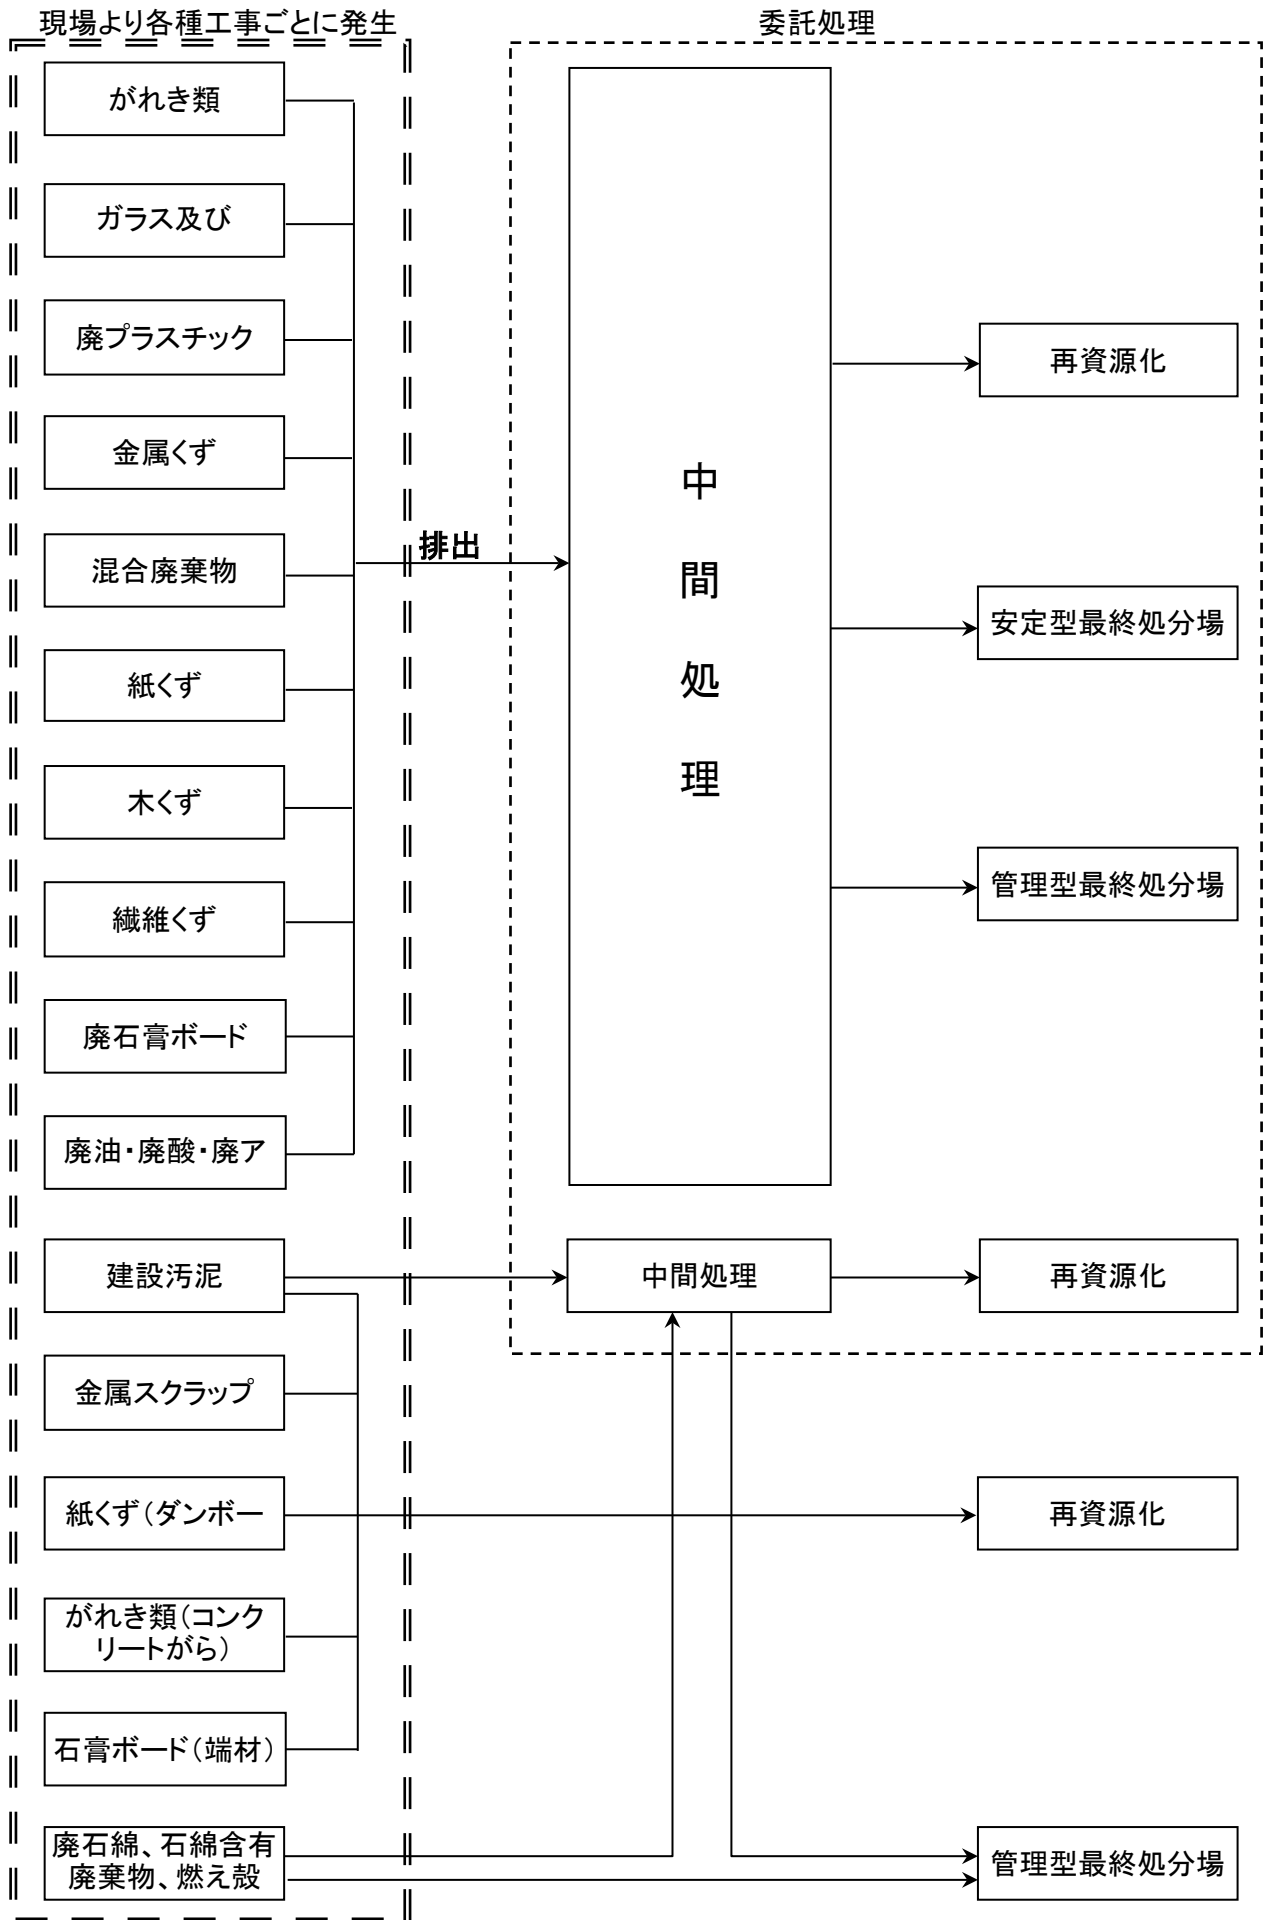 現場より各種工事ごとに発生
委託処理
がれき類
ガラス及び
廃プラスチック
金属くず
混合廃棄物
紙くず
木くず
繊維くず
廃石膏ボード
廃油・廃酸・廃ア
排出
中
間
処
理
再資源化
安定型最終処分場
管理型最終処分場
建設汚泥
中間処理
再資源化
金属スクラップ
紙くず（ダンボー
再資源化
がれき類（コンク
リートがら）
石膏ボード（端材）
廃石綿、石綿含有
廃棄物、燃え殻
管理型最終処分場